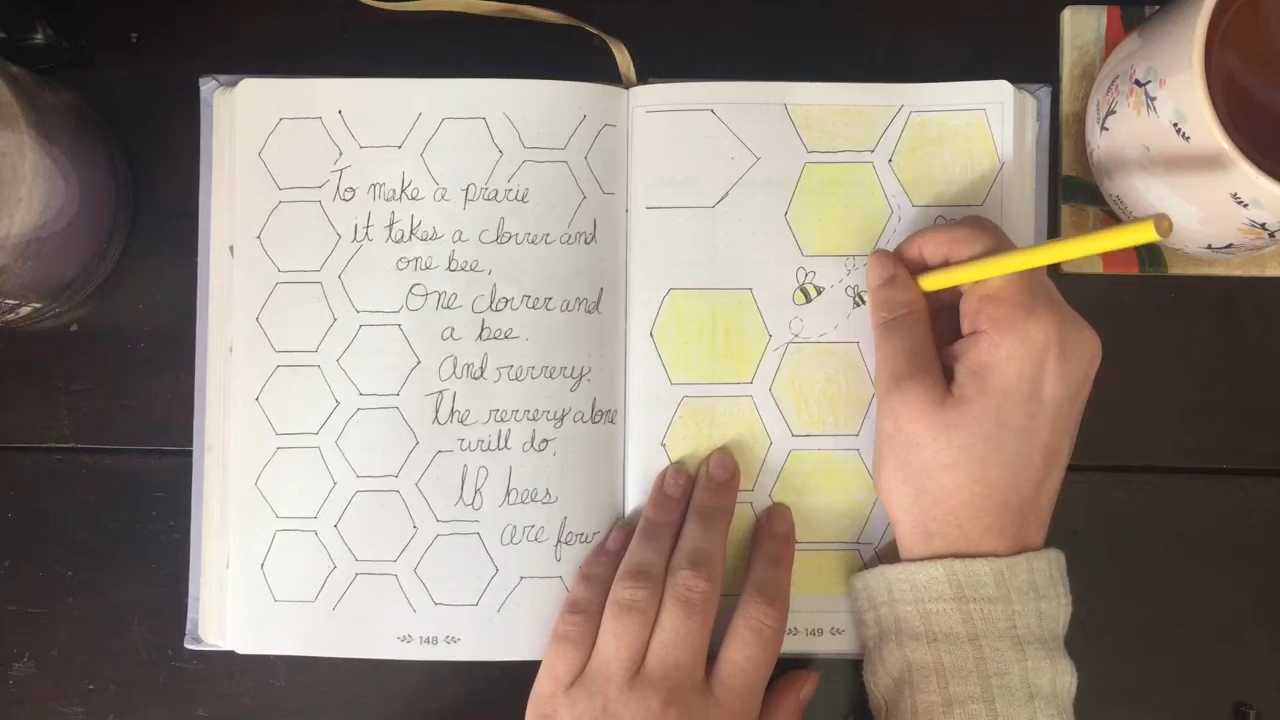 To make a prarie
it takes a clover and
one bee,
One clover and
a bee.
And revery.
The revery alone
will do,
If bees
are few
148
149